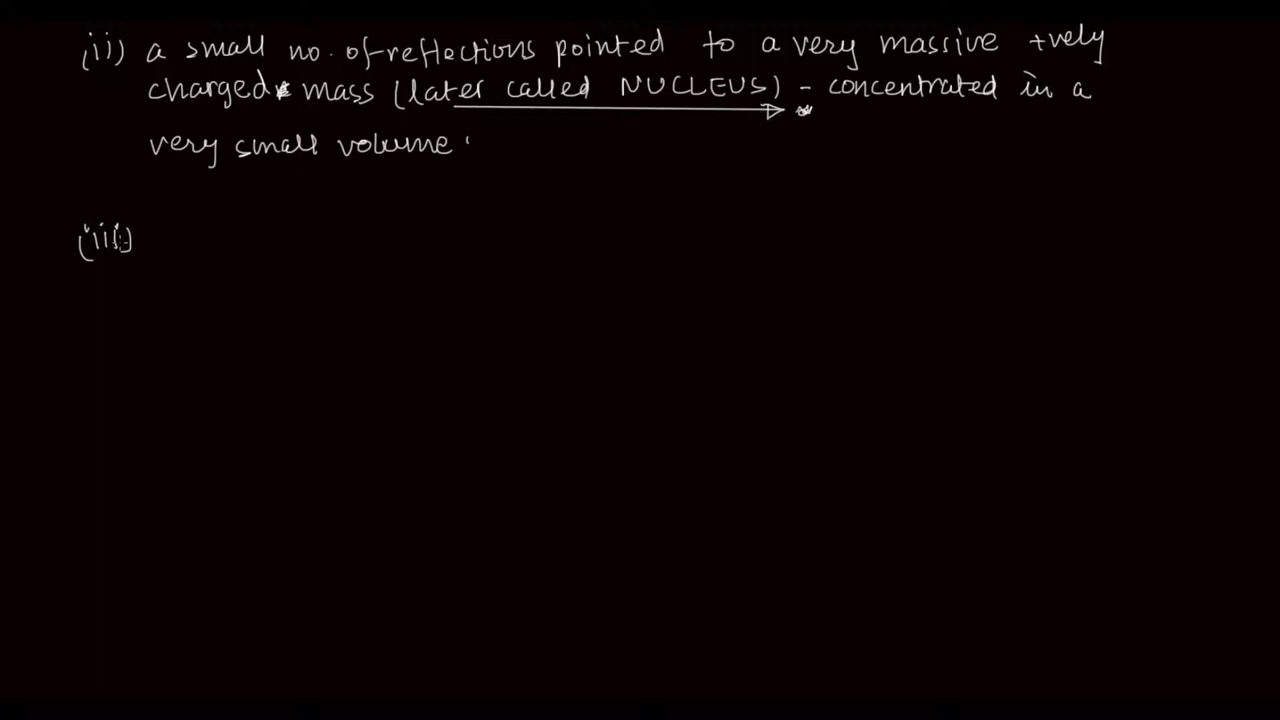 (ii) a small no. of reflections pointed to a very massive +vely
charged mass (later called NUCLEUS) - concentrated in a
very small volume.
(iii)